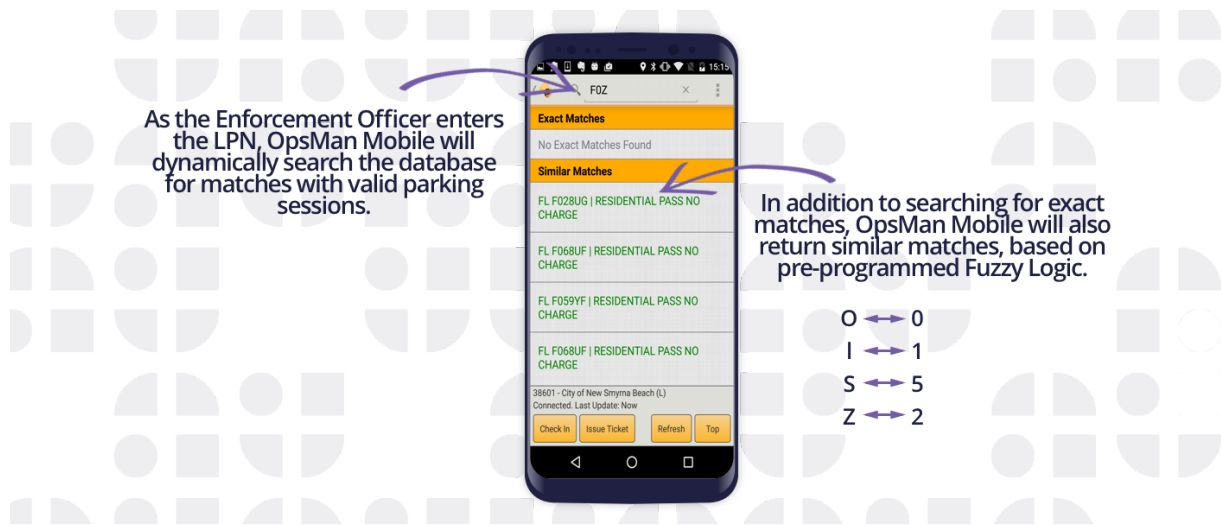 As the Enforcement Officer enters
the LPN, OpsMan Mobile will
dynamically search the database
for matches with valid parking
sessions.
15:15
F0Z
Exact Matches
No Exact Matches Found
Similar Matches
FL F028UG | RESIDENTIAL PASS NO
CHARGE
FL F068UF | RESIDENTIAL PASS NO
CHARGE
FL F059YF | RESIDENTIAL PASS NO
CHARGE
FL F068UF | RESIDENTIAL PASS NO
CHARGE
38601 - City of New Smyrna Beach (L)
Connected. Last Update: Now
Check In Issue Ticket Refresh Top
In addition to searching for exact
matches, OpsMan Mobile will also
return similar matches, based on
pre-programmed Fuzzy Logic.
O 0
I 1
S 5
Z 2